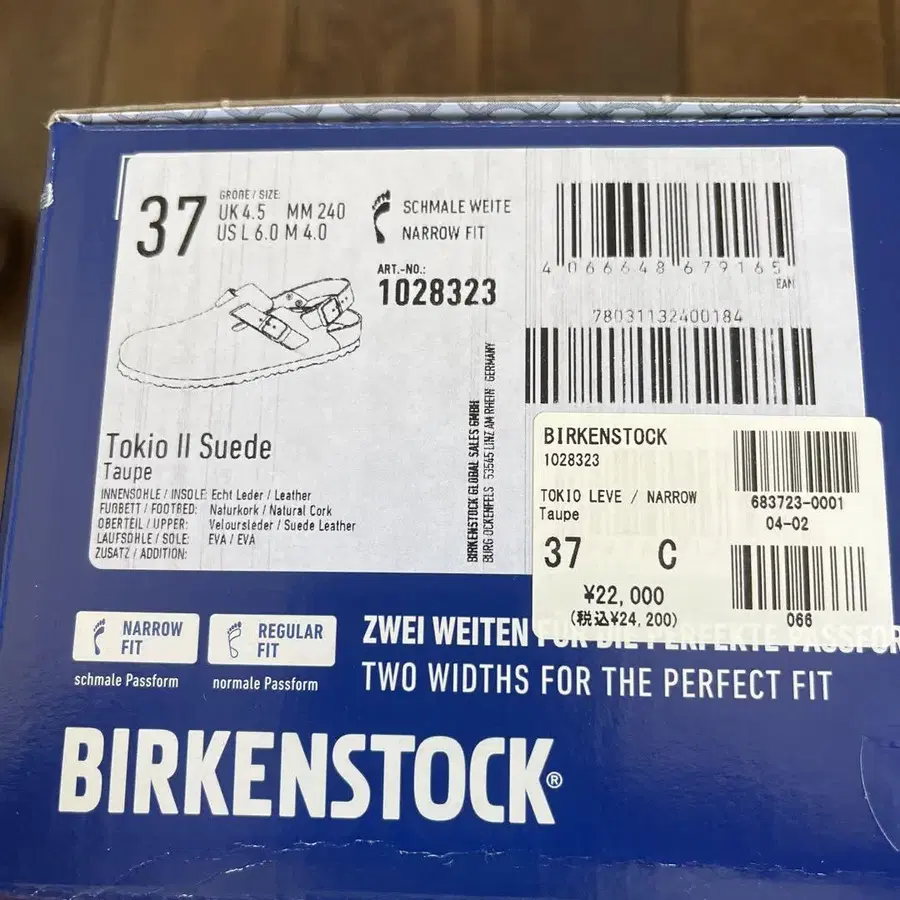 37
GRÖßE / SIZE:
UK 4.5 MM 240
US L 6.0 M 4.0
SCHMALE WEITE
NARROW FIT
ART.-NO.:
1028323
4 066648 679165
EAN
78031132400184
Tokio II Suede
Taupe
INNENSOHLE / INSOLE: Echt Leder / Leather
FUßBETT / FOOTBED: Naturkork / Natural Cork
OBERTEIL / UPPER: Veloursleder / Suede Leather
LAUFSOHLE / SOLE: EVA / EVA
ZUSATZ / ADDITION:
BIRKENSTOCK GLOBAL SALES GMBH
BURG OCKENFELS 53545 LINZ AM RHEIN GERMANY
BIRKENSTOCK
1028323
TOKIO LEVE / NARROW
Taupe
37 C
¥22,000
(税込¥24,200)
683723-0001
04-02
066
NARROW FIT
schmale Passform
REGULAR FIT
normale Passform
ZWEI WEITEN FÜR DIE PERFEKTE PASSFOR
TWO WIDTHS FOR THE PERFECT FIT
BIRKENSTOCK®